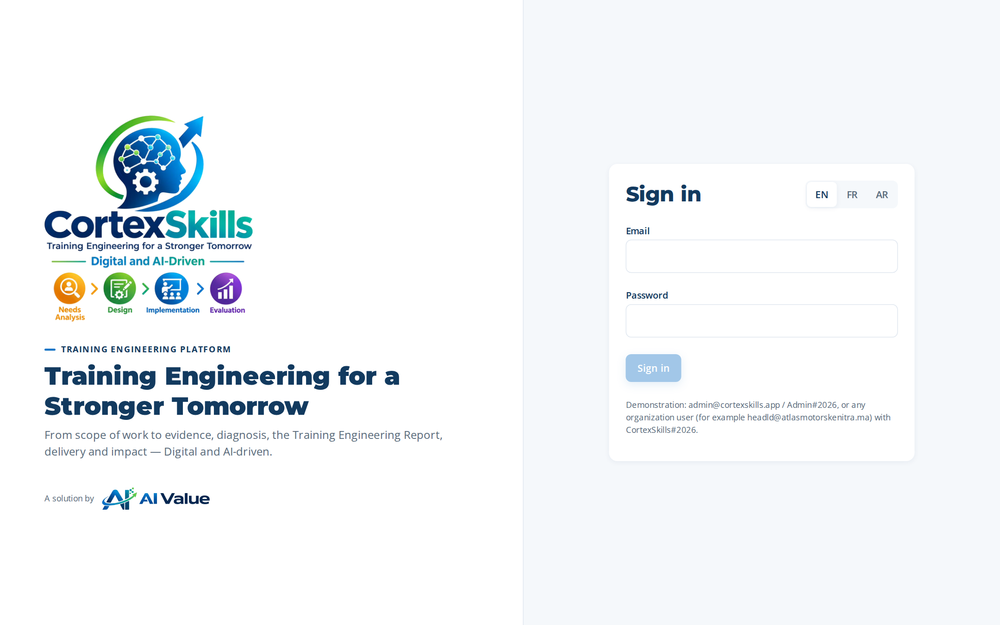 CortexSkills
Training Engineering for a Stronger Tomorrow
Digital and AI-Driven
Needs
Analysis
Design
Implementation
Evaluation
TRAINING ENGINEERING PLATFORM
Training Engineering for a
Stronger Tomorrow
From scope of work to evidence, diagnosis, the Training Engineering Report,
delivery and impact — Digital and AI-driven.
A solution by
AI AI Value
Sign in
EN FR AR
Email
Password
Sign in
Demonstration: admin@cortexskills.app / Admin#2026, or any
organization user (for example headld@atlasmotorskenitra.ma) with
CortexSkills#2026.